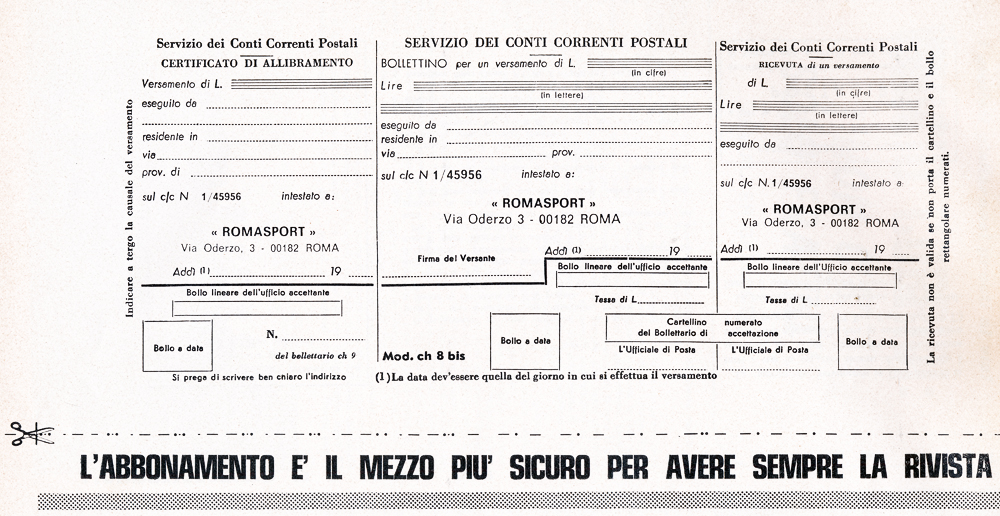 Indicare a tergo la causale del versamento
Servizio dei Conti Correnti Postali
CERTIFICATO DI ALLIBRAMENTO
Versamento di L.
eseguito da
residente in
via
prov. di
sul c/c N 1/45956 intestato a:
« ROMASPORT »
Via Oderzo, 3 - 00182 ROMA
Addì (1) 19
Bollo lineare dell'ufficio accettante
Bollo a data
N.
del bollettario ch 9
Si prega di scrivere ben chiaro l'indirizzo
SERVIZIO DEI CONTI CORRENTI POSTALI
BOLLETTINO per un versamento di L.
(in cifre)
Lire
(in lettere)
eseguito da
residente in
via prov.
sul c/c N 1/45956 intestato a:
« ROMASPORT »
Via Oderzo 3 - 00182 ROMA
Firma del Versante
Addì (1) 19
Bollo lineare dell'ufficio accettante
Tassa di L.
Mod. ch 8 bis
Bollo a data
Cartellino numerato
del Bollettario di accettazione
L'Ufficiale di Posta L'Ufficiale di Posta
(1) La data dev'essere quella del giorno in cui si effettua il versamento
Servizio dei Conti Correnti Postali
RICEVUTA di un versamento
di L.
(in cifre)
Lire
(in lettere)
eseguito da
sul c/c N. 1/45956 intestato a
« ROMASPORT »
Via Oderzo 3 - 00182 ROMA
Addì (1) 19
Bollo lineare dell'Ufficio accettante
Tassa di L
Bollo a data
La ricevuta non è valida se non porta il cartellino e il bollo
rettangolare numerati.
L'ABBONAMENTO E' IL MEZZO PIU' SICURO PER AVERE SEMPRE LA RIVISTA